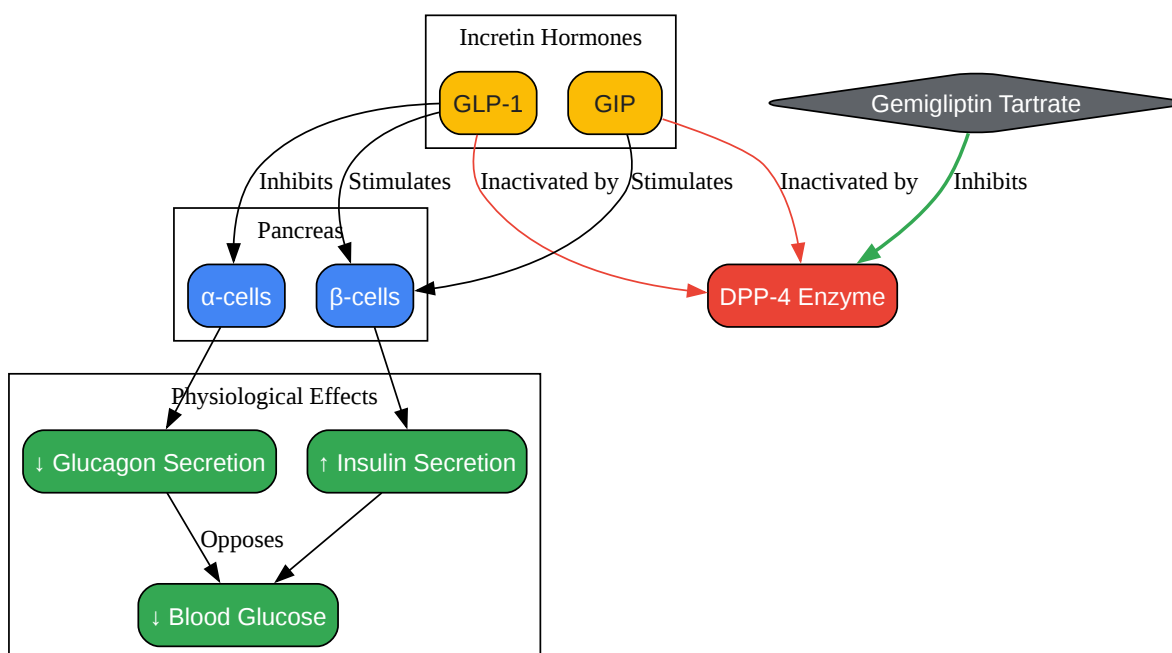 Incretin Hormones
GLP-1
GIP
Gemigliptin Tartrate
Inhibits
Stimulates
Inactivated by
Stimulates
Inactivated by
Inhibits
Pancreas
α-cells
β-cells
DPP-4 Enzyme
Physiological Effects
↓ Glucagon Secretion
↑ Insulin Secretion
Opposes
↓ Blood Glucose